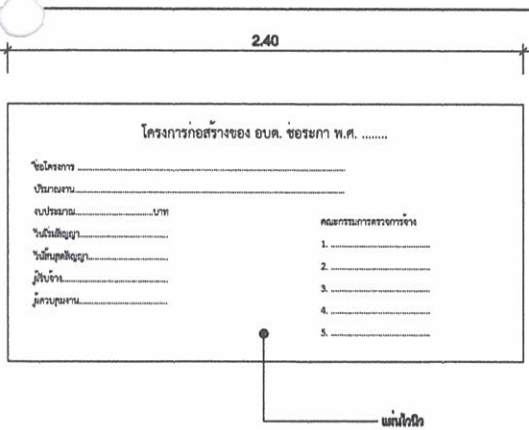 2.40
โครงการก่อสร้างของ อบต. ช่อระกา พ.ศ. ........
ชื่อโครงการ ................................................
ปริมาณงาน................................................
งบประมาณ........................บาท
วันเริ่มสัญญา........................
วันสิ้นสุดสัญญา........................
ผู้รับจ้าง........................
ผู้ควบคุมงาน........................
คณะกรรมการตรวจการจ้าง
1. ........................
2. ........................
3. ........................
4. ........................
5. ........................
แผ่นไวนิว